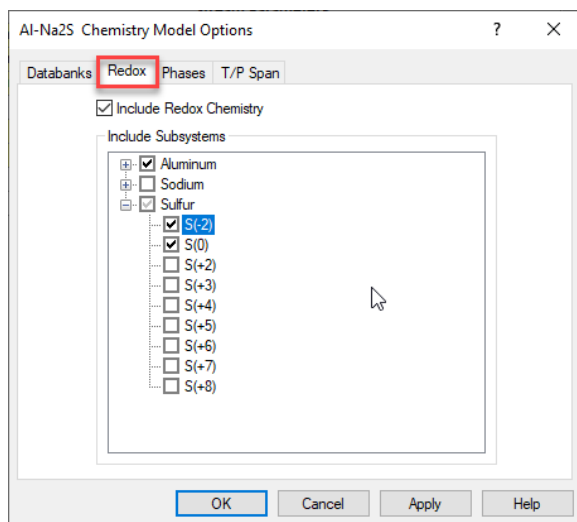 Al-Na2S Chemistry Model Options ? X
Databanks Redox Phases T/P Span
Include Redox Chemistry
Include Subsystems
Aluminum
Sodium
Sulfur
S(-2)
S(0)
S(+2)
S(+3)
S(+4)
S(+5)
S(+6)
S(+7)
S(+8)
OK Cancel Apply Help